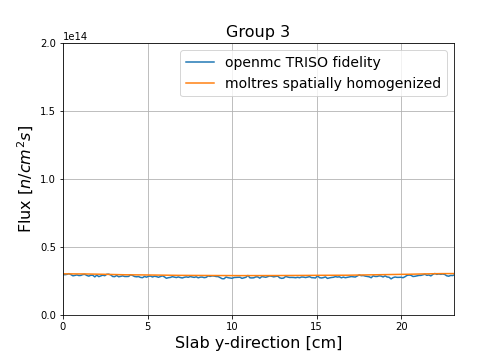 Group 3
1e14
openmc TRISO fidelity
moltres spatially homogenized
2.0
1.5
1.0
0.5
0.0
Flux [n/cm²s]
0 5 10 15 20
Slab y-direction [cm]